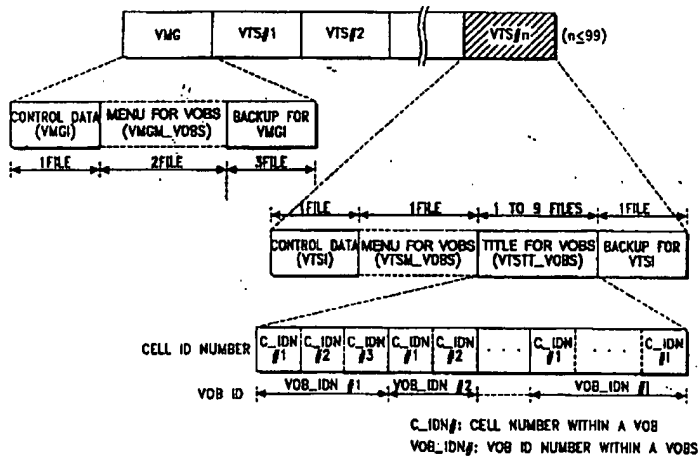 VMG VTS#1 VTS#2 VTS#n (n≤99)
CONTROL DATA (VMGI) MENU FOR VOBS (VMGM_VOBS) BACKUP FOR VMGI
1FILE 2FILE 3FILE
1FILE 1FILE 1 TO 9 FILES 1FILE
CONTROL DATA (VTSI) MENU FOR VOBS (VTSM_VOBS) TITLE FOR VOBS (VTSTT_VOBS) BACKUP FOR VTSI
CELL ID NUMBER C_IDN #1 C_IDN #2 C_IDN #3 C_IDN #1 C_IDN #2 . . . C_IDN #1 . . . C_IDN #I
VOB ID VOB_IDN #1 VOB_IDN #2 VOB_IDN #I
C_IDN#: CELL NUMBER WITHIN A VOB
VOB_IDN#: VOB ID NUMBER WITHIN A VOBS